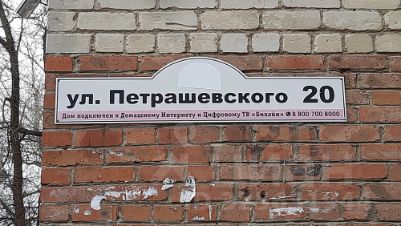 ул. Петрашевского 20
Дом подключен к Домашнему Интернету и Цифровому ТВ «Билайн» 8 800 700 8000